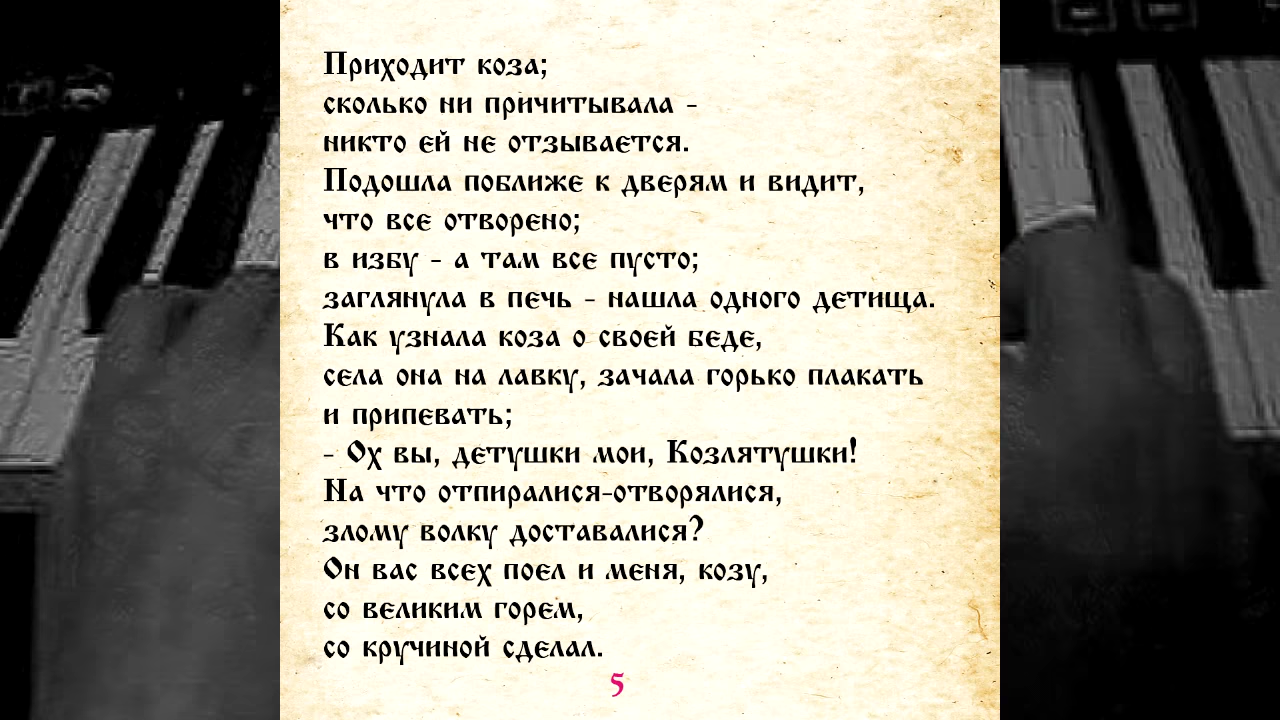 Приходит коза;
сколько ни причитывала -
никто ей не отзывается.
Подошла поближе к дверям и видит,
что все отворено;
в избу - а там все пусто;
заглянула в печь - нашла одного детища.
Как узнала коза о своей беде,
села она на лавку, зачала горько плакать
и припевать;
- Ох вы, детушки мои, Козлятушки!
На что отпиралися-отворялися,
злому волку доставалися?
Он вас всех поел и меня, козу,
со великим горем,
со кручиной сделал.
5